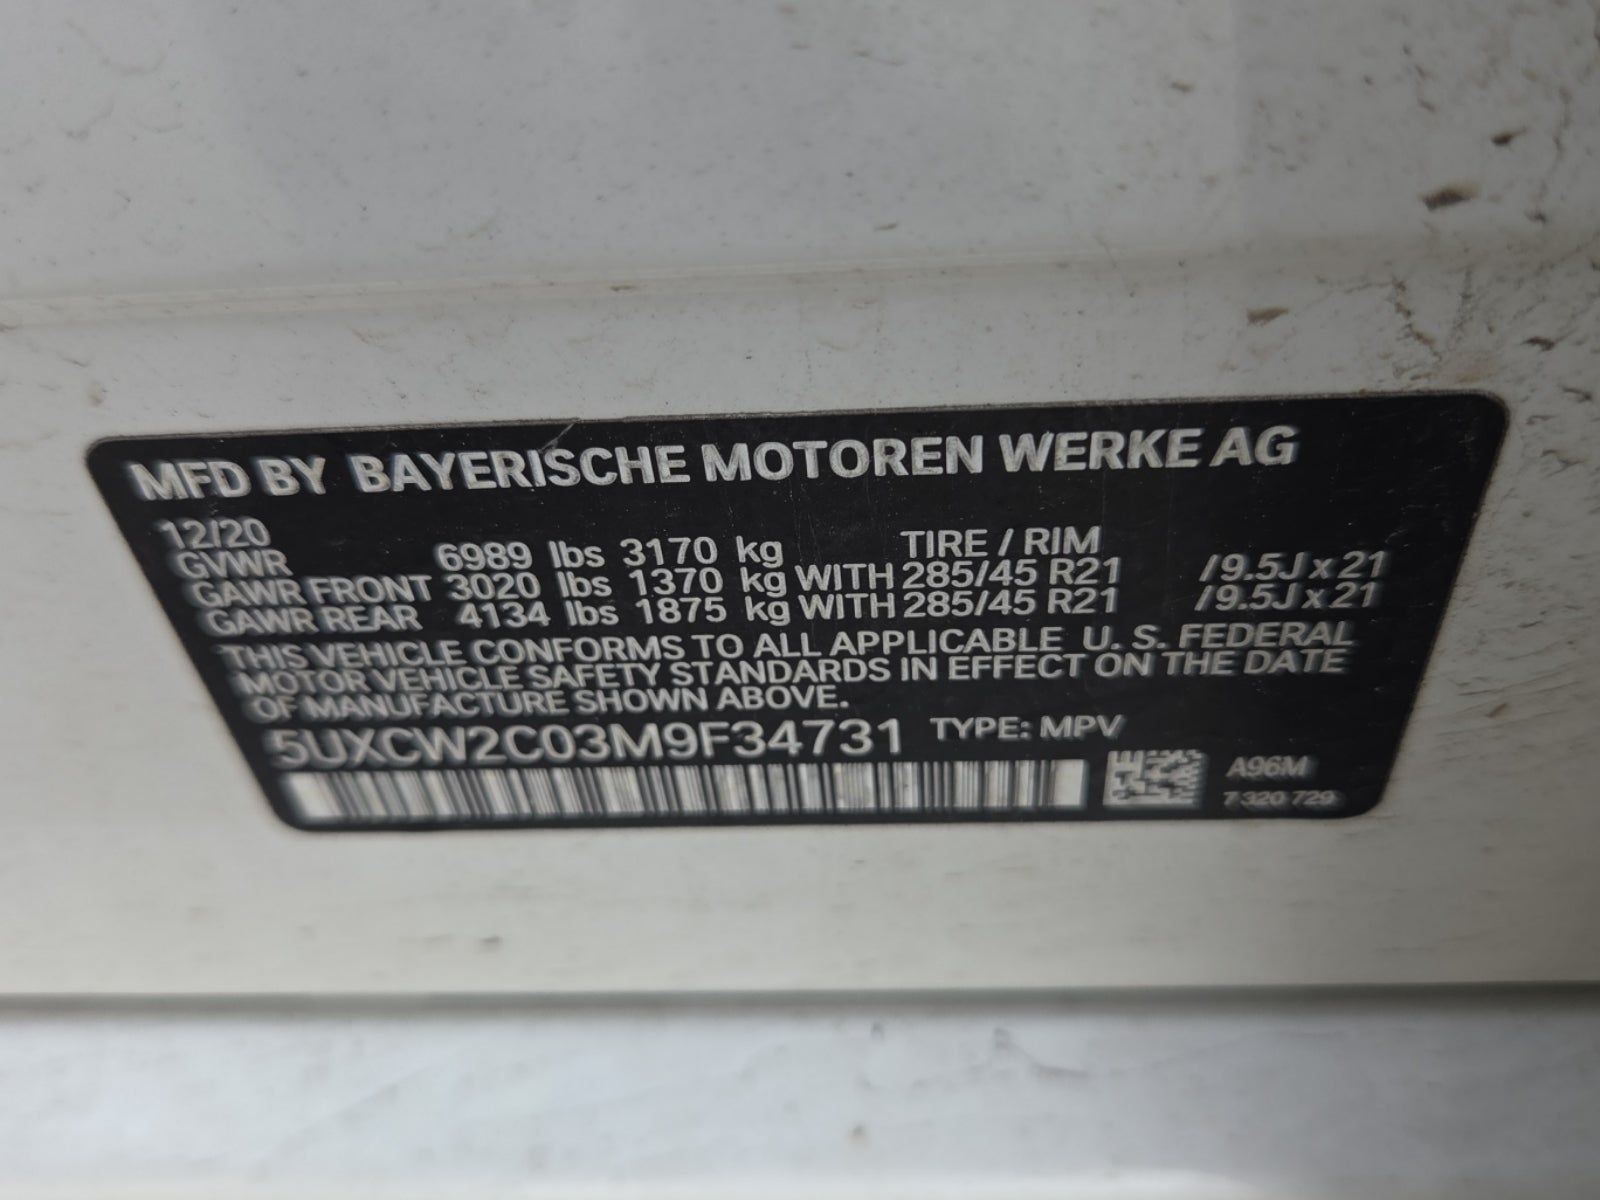 MFD BY BAYERISCHE MOTOREN WERKE AG
12/20
GVWR 6989 lbs 3170 kg TIRE / RIM
GAWR FRONT 3020 lbs 1370 kg WITH 285/45 R21 /9.5J x 21
GAWR REAR 4134 lbs 1875 kg WITH 285/45 R21 /9.5J x 21
THIS VEHICLE CONFORMS TO ALL APPLICABLE U. S. FEDERAL
MOTOR VEHICLE SAFETY STANDARDS IN EFFECT ON THE DATE
OF MANUFACTURE SHOWN ABOVE.
5UXCW2C03M9F34731 TYPE: MPV
A96M
7 320 729